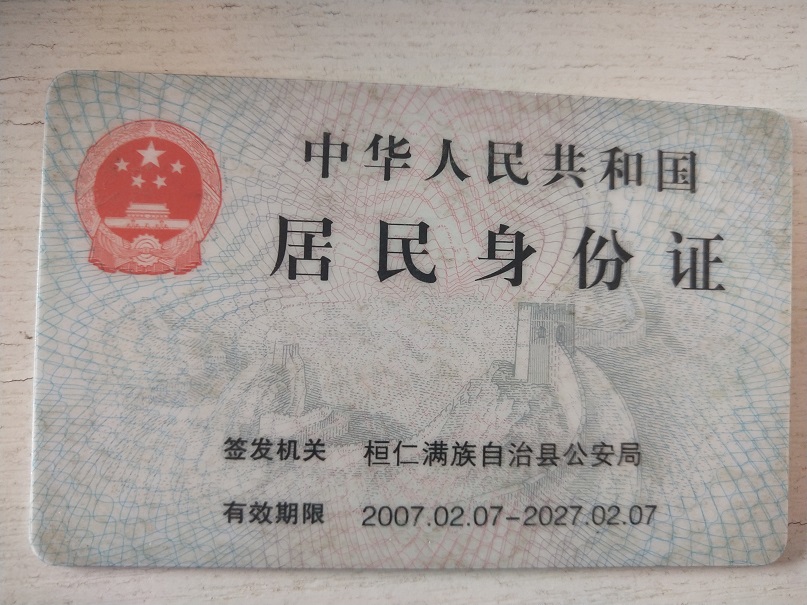 中华人民共和国
居民身份证
签发机关 桓仁满族自治县公安局
有效期限 2007.02.07-2027.02.07